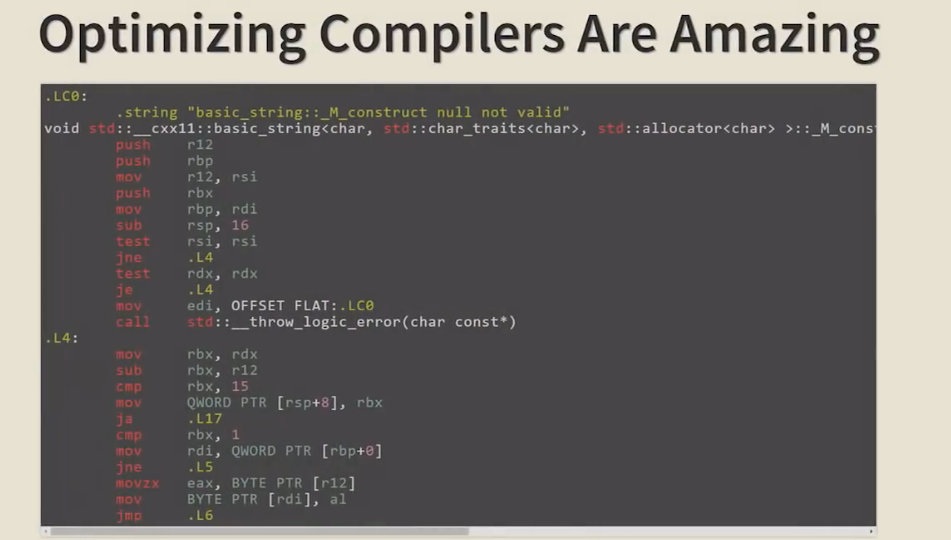 Optimizing Compilers Are Amazing
.LC0:
.string "basic_string::_M_construct null not valid"
void std::__cxx11::basic_string<char, std::char_traits<char>, std::allocator<char> >::_M_const
push r12
push rbp
mov r12, rsi
push rbx
mov rbp, rdi
sub rsp, 16
test rsi, rsi
jne .L4
test rdx, rdx
je .L4
mov edi, OFFSET FLAT:.LC0
call std::__throw_logic_error(char const*)
.L4:
mov rbx, rdx
sub rbx, r12
cmp rbx, 15
mov QWORD PTR [rsp+8], rbx
ja .L17
cmp rbx, 1
mov rdi, QWORD PTR [rbp+0]
jne .L5
movzx eax, BYTE PTR [r12]
mov BYTE PTR [rdi], al
jmp .L6